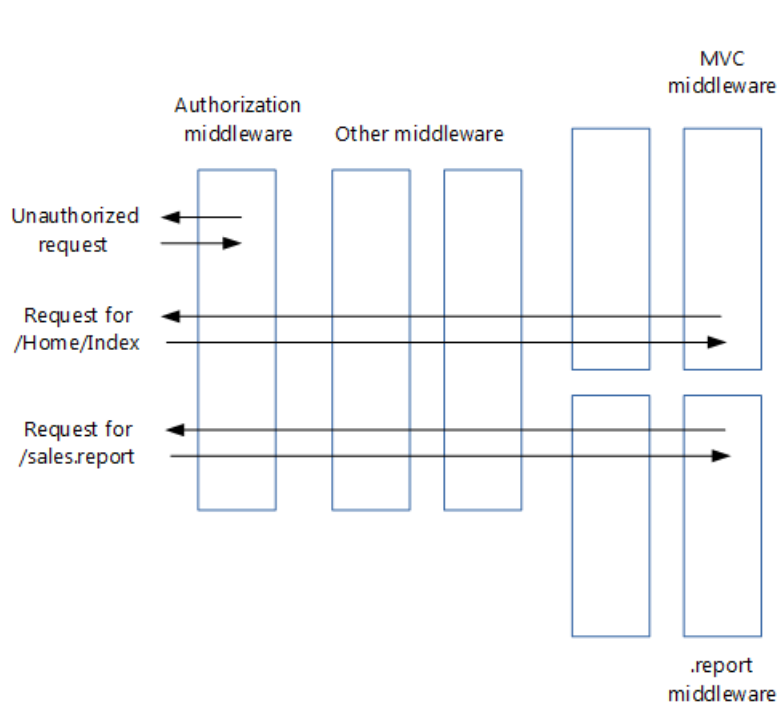 MVC
middleware
Authorization
middleware
Other middleware
Unauthorized
request
Request for
/Home/Index
Request for
/sales.report
.report
middleware